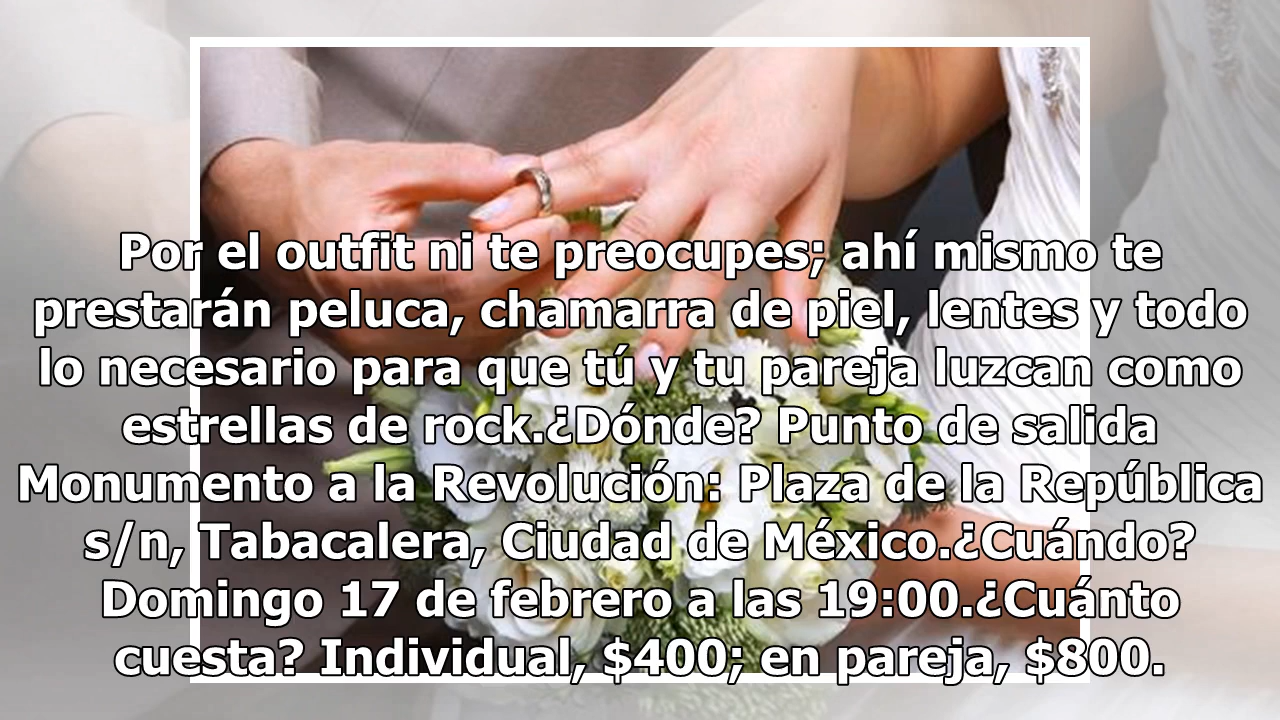 Por el outfit ni te preocupes; ahí mismo te
prestarán peluca, chamarra de piel, lentes y todo
lo necesario para que tú y tu pareja luzcan como
estrellas de rock.¿Dónde? Punto de salida
Monumento a la Revolución: Plaza de la República
s/n, Tabacalera, Ciudad de México.¿Cuándo?
Domingo 17 de febrero a las 19:00.¿Cuánto
cuesta? Individual, $400; en pareja, $800.